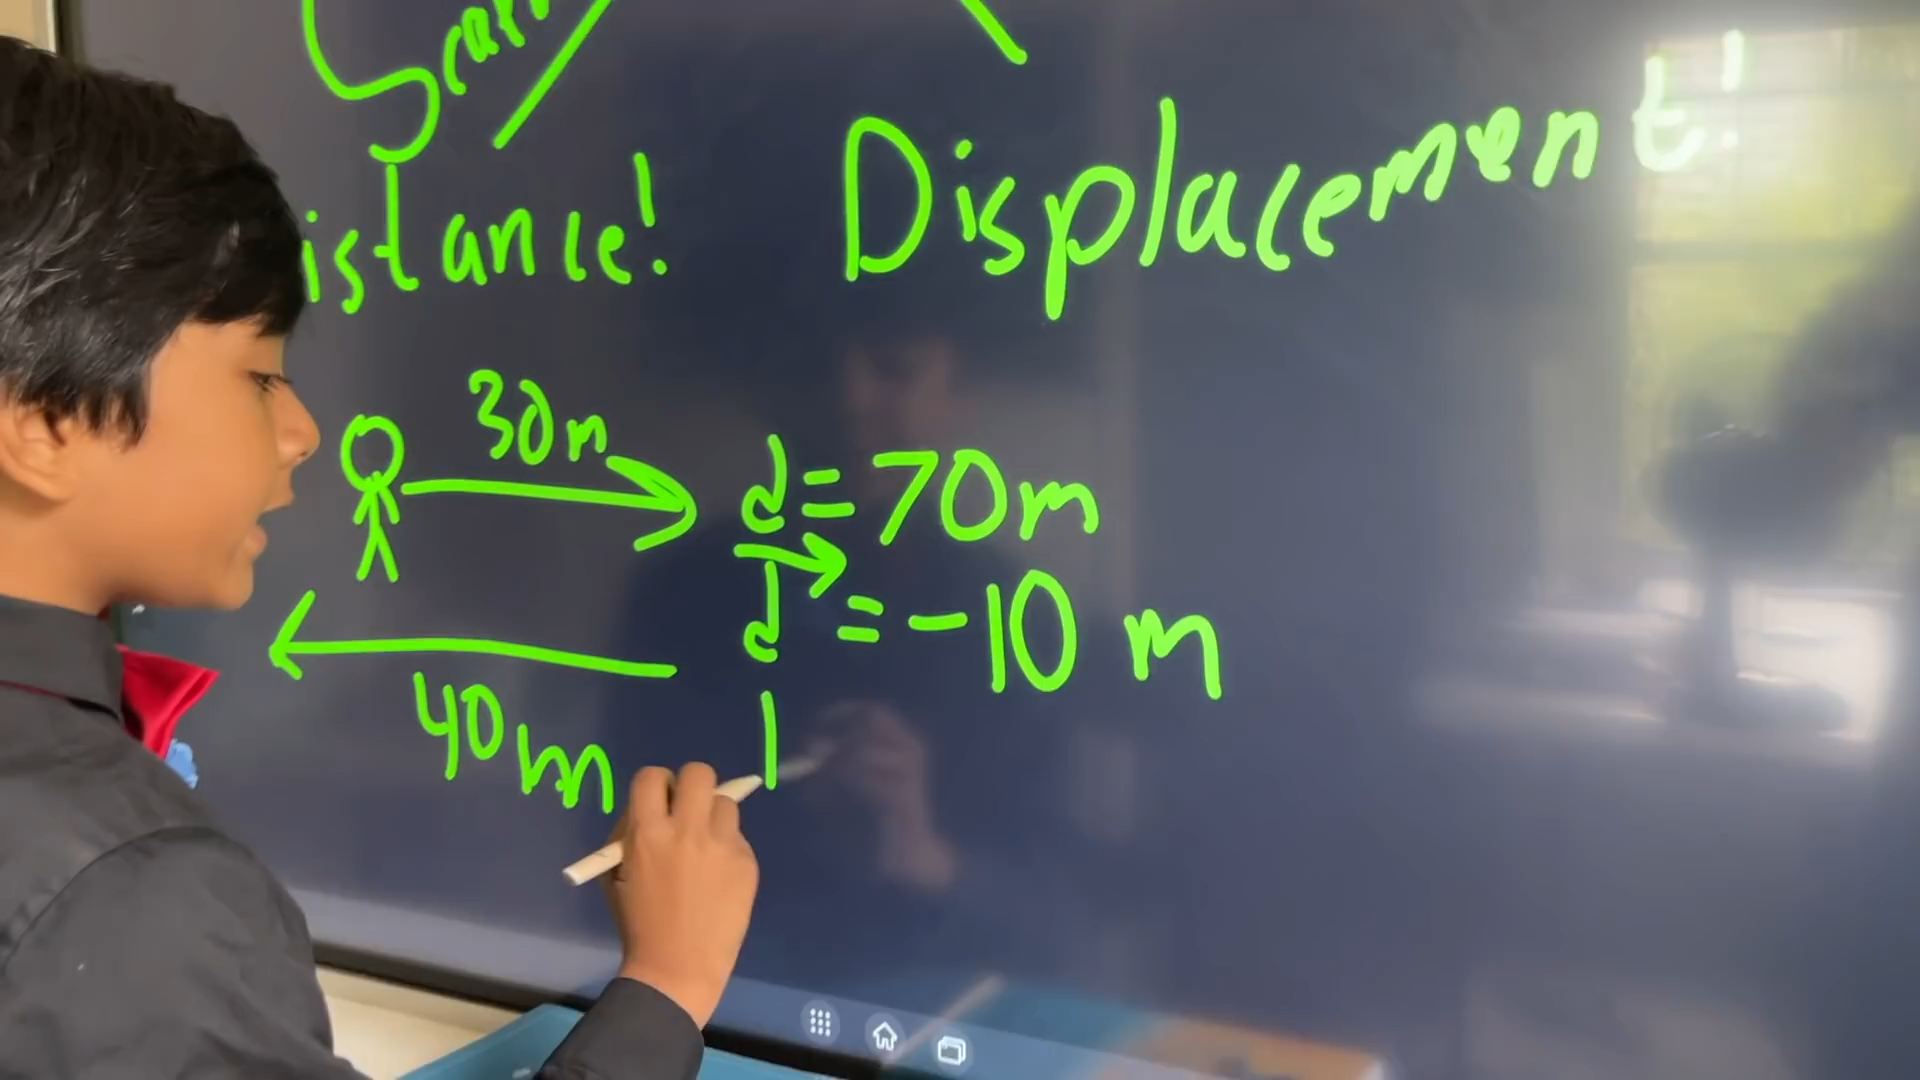 istance!
Displacement!
30m
d = 70m
d = -10 m
40m